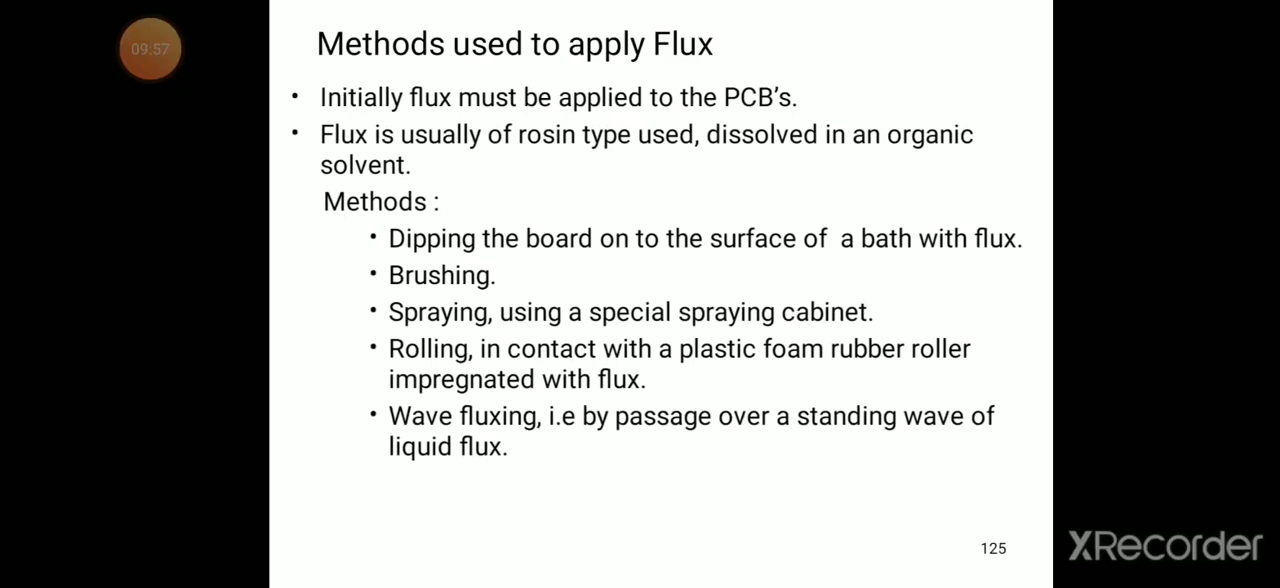 09:57
Methods used to apply Flux
• Initially flux must be applied to the PCB’s.
• Flux is usually of rosin type used, dissolved in an organic
solvent.
Methods :
• Dipping the board on to the surface of  a bath with flux.
• Brushing.
• Spraying, using a special spraying cabinet.
• Rolling, in contact with a plastic foam rubber roller
impregnated with flux.
• Wave fluxing, i.e by passage over a standing wave of
liquid flux.
125
XRecorder